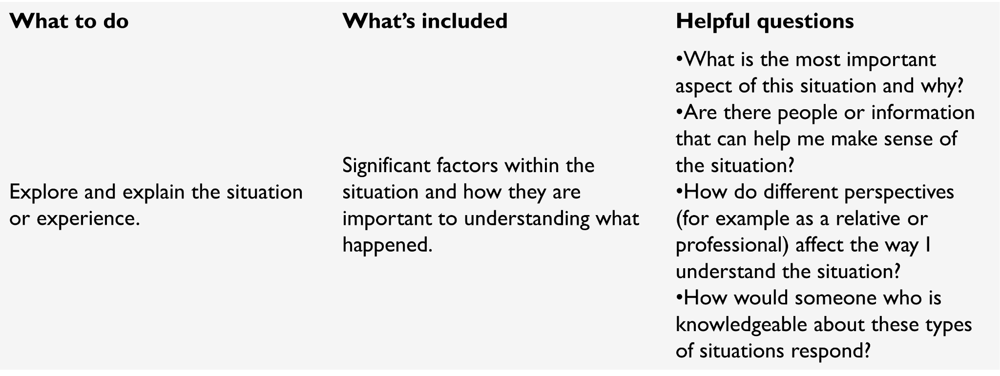 What to do
What’s included
Helpful questions
Explore and explain the situation
or experience.
Significant factors within the
situation and how they are
important to understanding what
happened.
•What is the most important
aspect of this situation and why?
•Are there people or information
that can help me make sense of
the situation?
•How do different perspectives
(for example as a relative or
professional) affect the way I
understand the situation?
•How would someone who is
knowledgeable about these types
of situations respond?